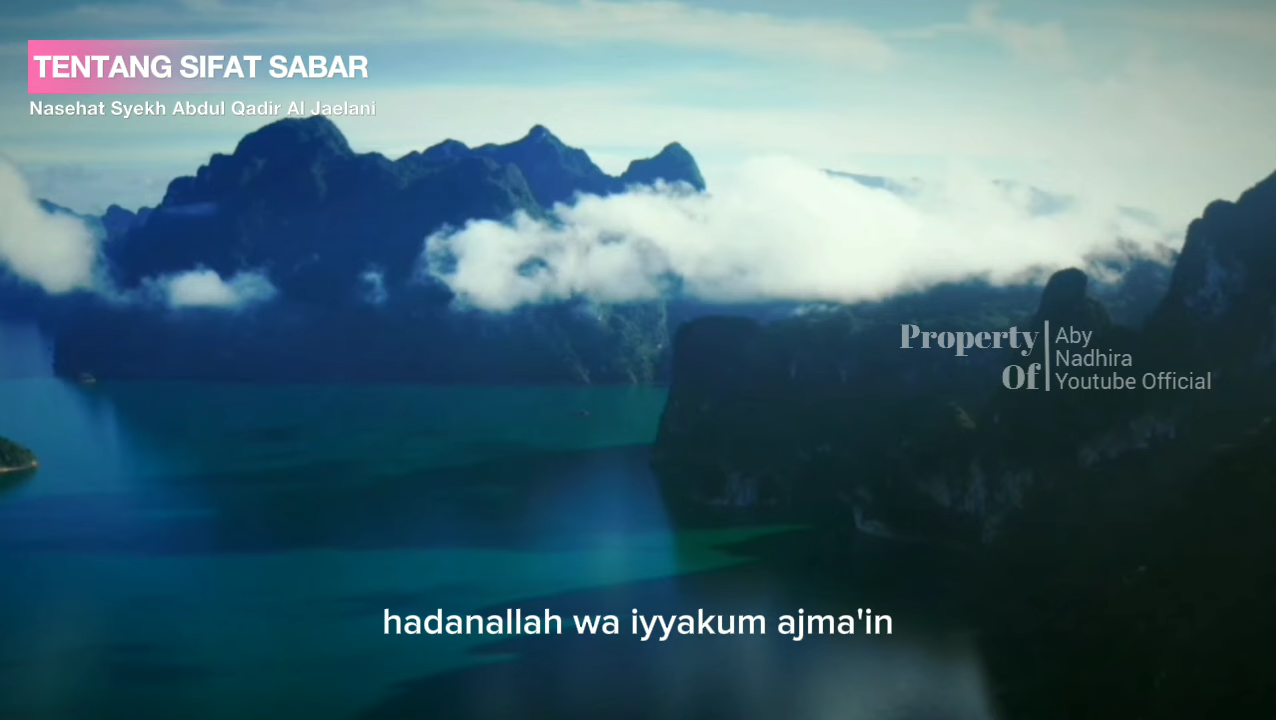 TENTANG SIFAT SABAR
Nasehat Syekh Abdul Qadir Al Jaelani
Property Of
Aby
Nadhira
Youtube Official
hadanallah wa iyyakum ajma'in